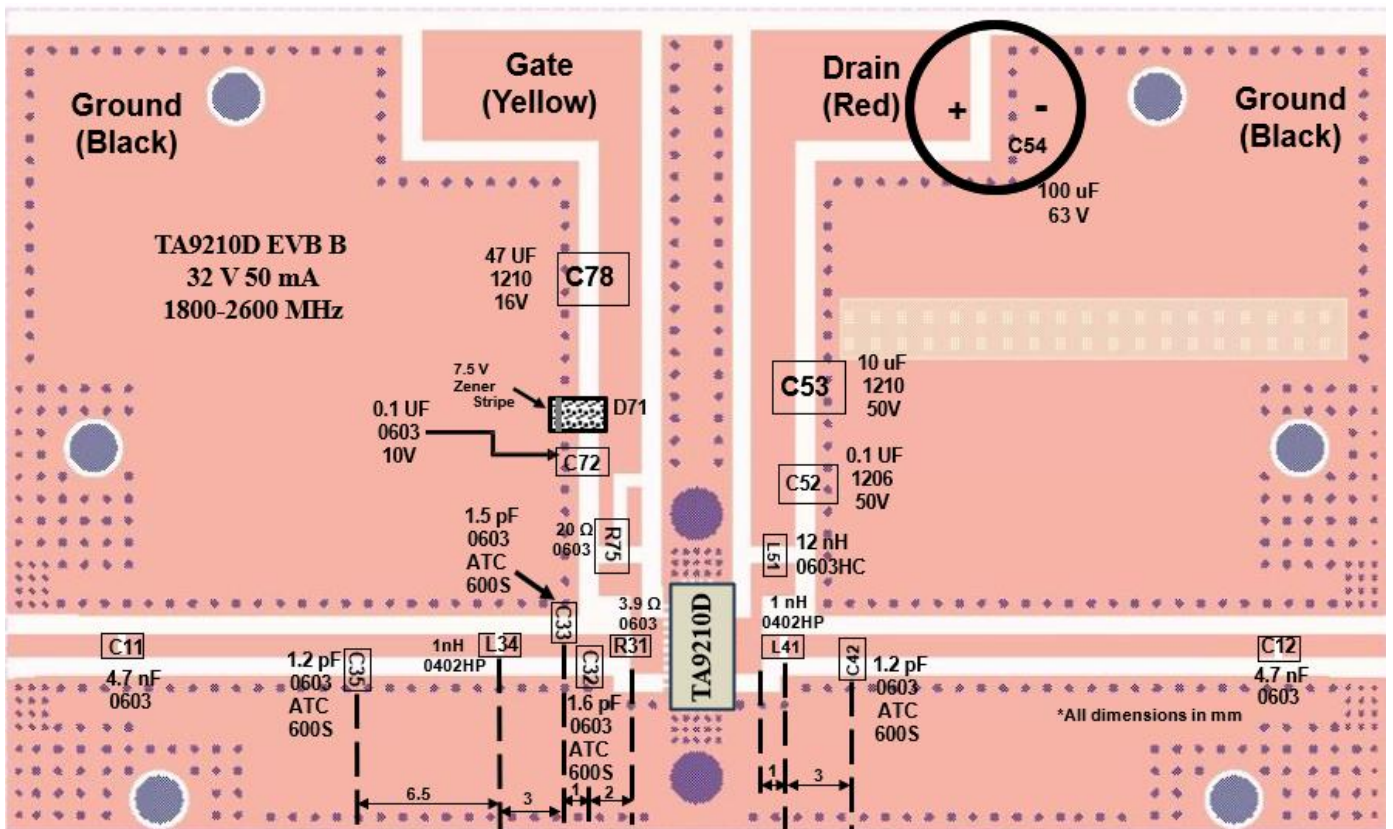 Ground
(Black)
Gate
(Yellow)
Drain
(Red)
+ -
C54
Ground
(Black)
100 uF
63 V
TA9210D EVB B
32 V 50 mA
1800-2600 MHz
47 UF
1210
16V
C78
7.5 V
Zener
Stripe
D71
0.1 UF
0603
10V
C72
C53
10 uF
1210
50V
C52
0.1 UF
1206
50V
1.5 pF
0603
ATC
600S
20 Ω
0603
R75
L51
12 nH
0603HC
C33
3.9 Ω
0603
TA9210D
1 nH
0402HP
C11
4.7 nF
0603
1.2 pF
0603
ATC
600S
C35
1nH
0402HP
L34
C32
1.6 pF
0603
ATC
600S
R31
L41
C42
1.2 pF
0603
ATC
600S
C12
4.7 nF
0603
*All dimensions in mm
6.5
3
1
2
1
3